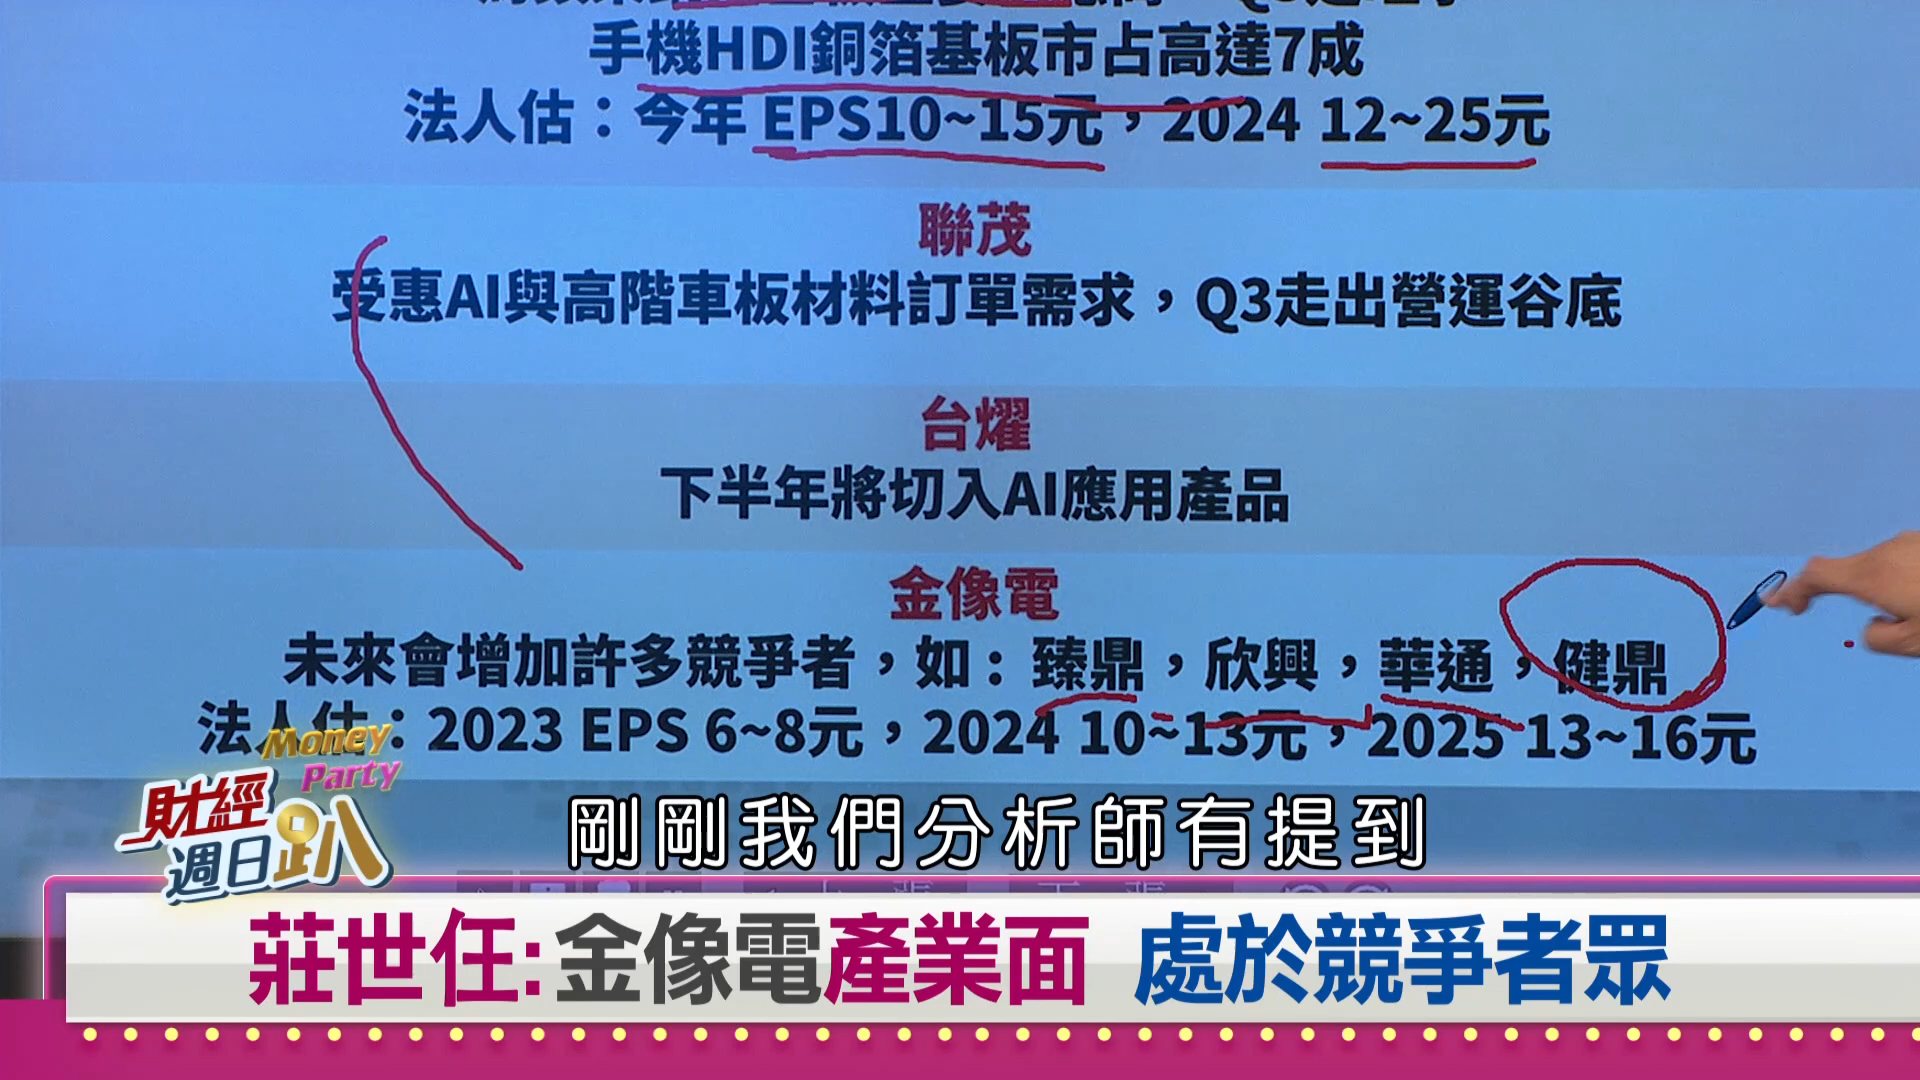 手機HDI銅箔基板市占高達7成
法人估：今年 EPS10~15元，2024 12~25元
聯茂
受惠AI與高階車板材料訂單需求，Q3走出營運谷底
台燿
下半年將切入AI應用產品
金像電
未來會增加許多競爭者，如：臻鼎，欣興，華通，健鼎
法人估：2023 EPS 6~8元，2024 10~13元，2025 13~16元
Money
Party
財經
週日趴
剛剛我們分析師有提到
莊世任:金像電產業面 處於競爭者眾